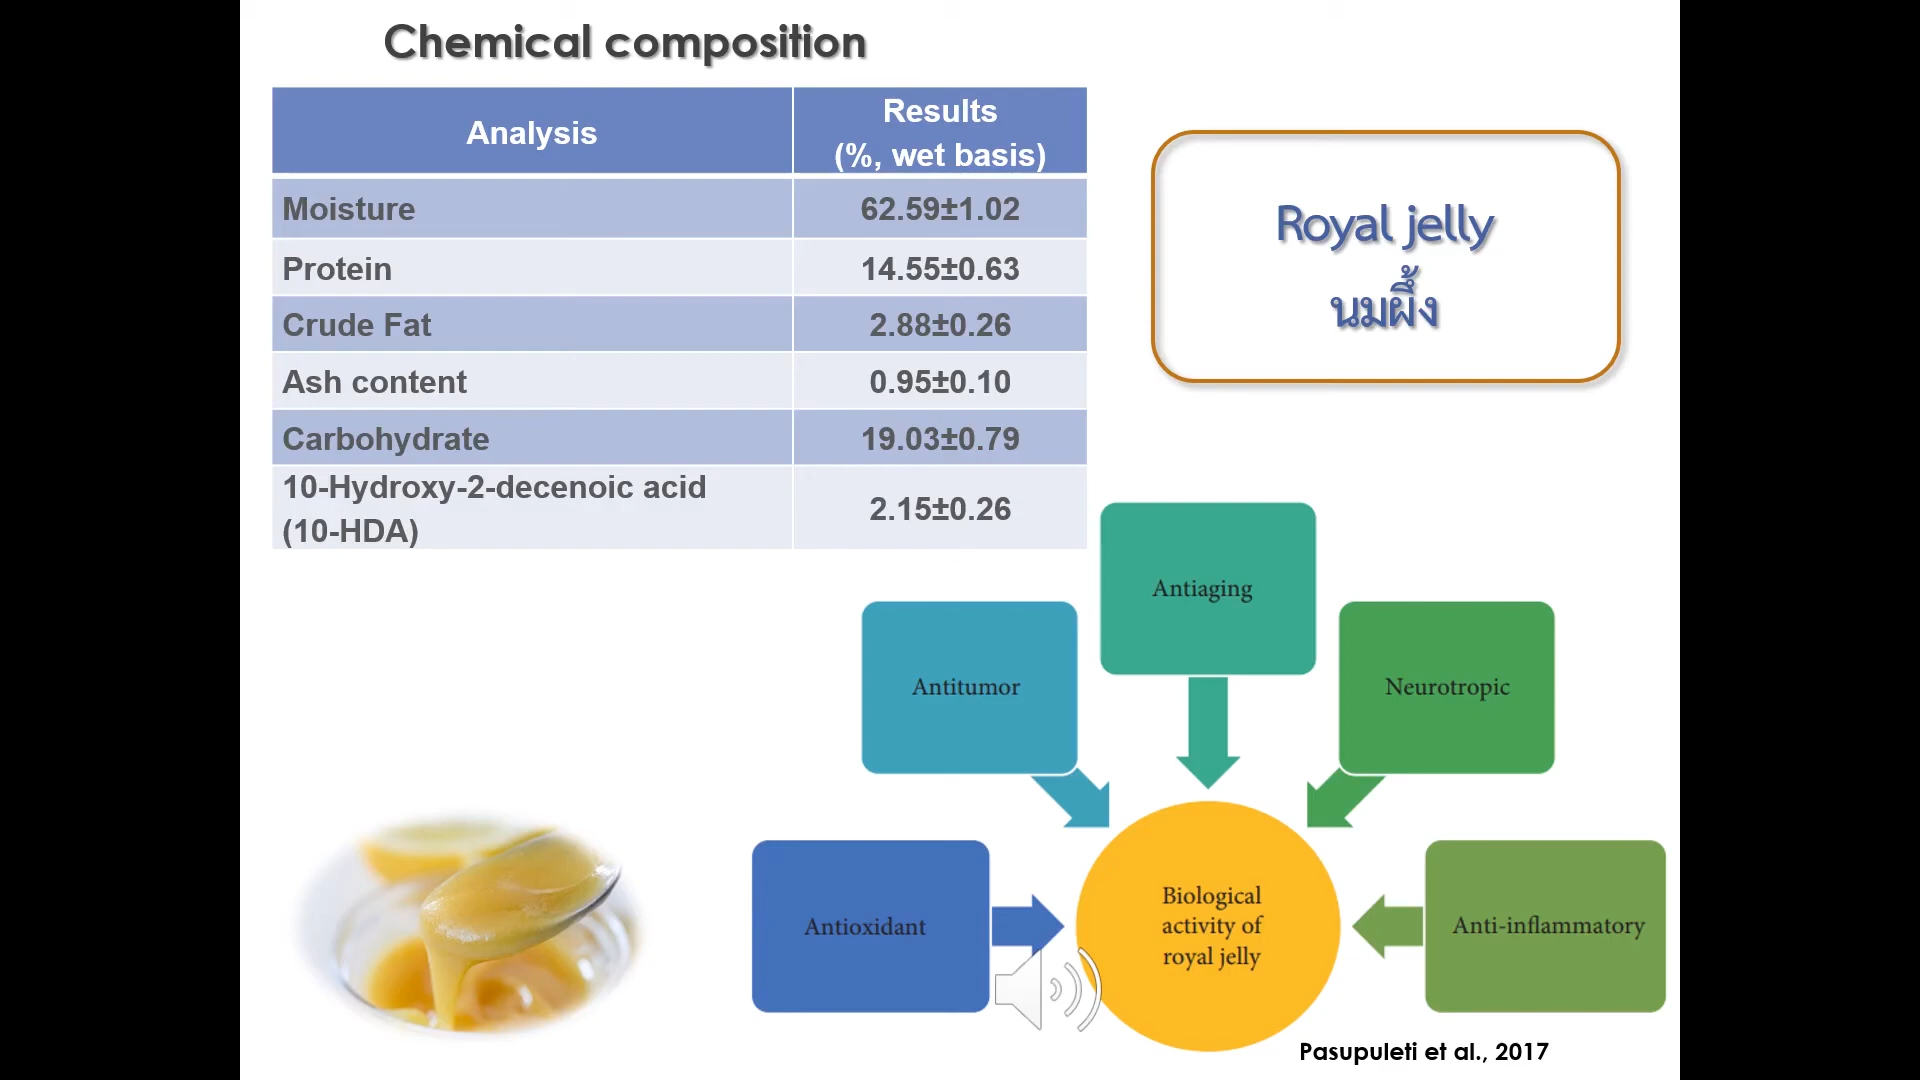 Chemical composition
Analysis
Results
(%, wet basis)
Moisture
62.59±1.02
Protein
14.55±0.63
Crude Fat
2.88±0.26
Ash content
0.95±0.10
Carbohydrate
19.03±0.79
10-Hydroxy-2-decenoic acid
(10-HDA)
2.15±0.26
Royal jelly
นมผึ้ง
Antiaging
Antitumor
Neurotropic
Antioxidant
Biological
activity of
royal jelly
Anti-inflammatory
Pasupuleti et al., 2017